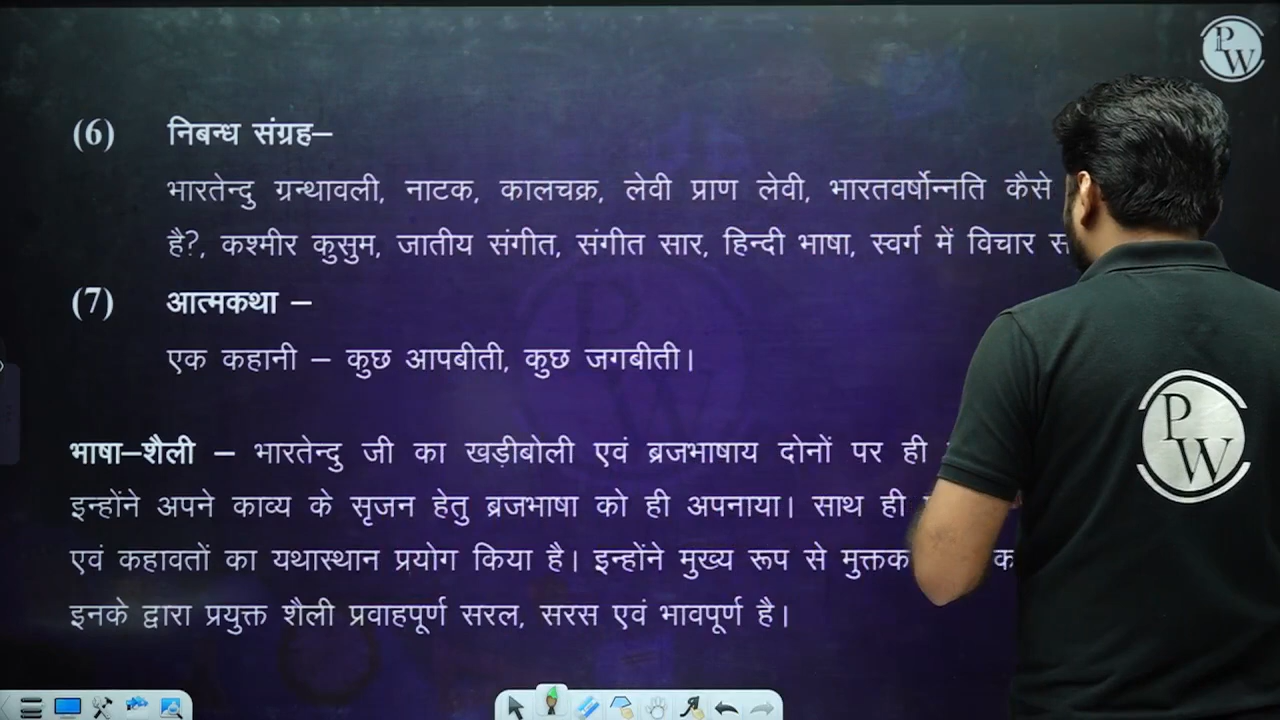 PW
(6) निबन्ध संग्रह–
भारतेन्दु ग्रन्थावली, नाटक, कालचक्र, लेवी प्राण लेवी, भारतवर्षोन्नति कैसे
है?, कश्मीर कुसुम, जातीय संगीत, संगीत सार, हिन्दी भाषा, स्वर्ग में विचार
(7) आत्मकथा –
एक कहानी – कुछ आपबीती, कुछ जगबीती।
भाषा–शैली – भारतेन्दु जी का खड़ीबोली एवं ब्रजभाषाय दोनों पर ही
इन्होंने अपने काव्य के सृजन हेतु ब्रजभाषा को ही अपनाया। साथ ही
एवं कहावतों का यथास्थान प्रयोग किया है। इन्होंने मुख्य रूप से मुक्तक
इनके द्वारा प्रयुक्त शैली प्रवाहपूर्ण सरल, सरस एवं भावपूर्ण है।
PW